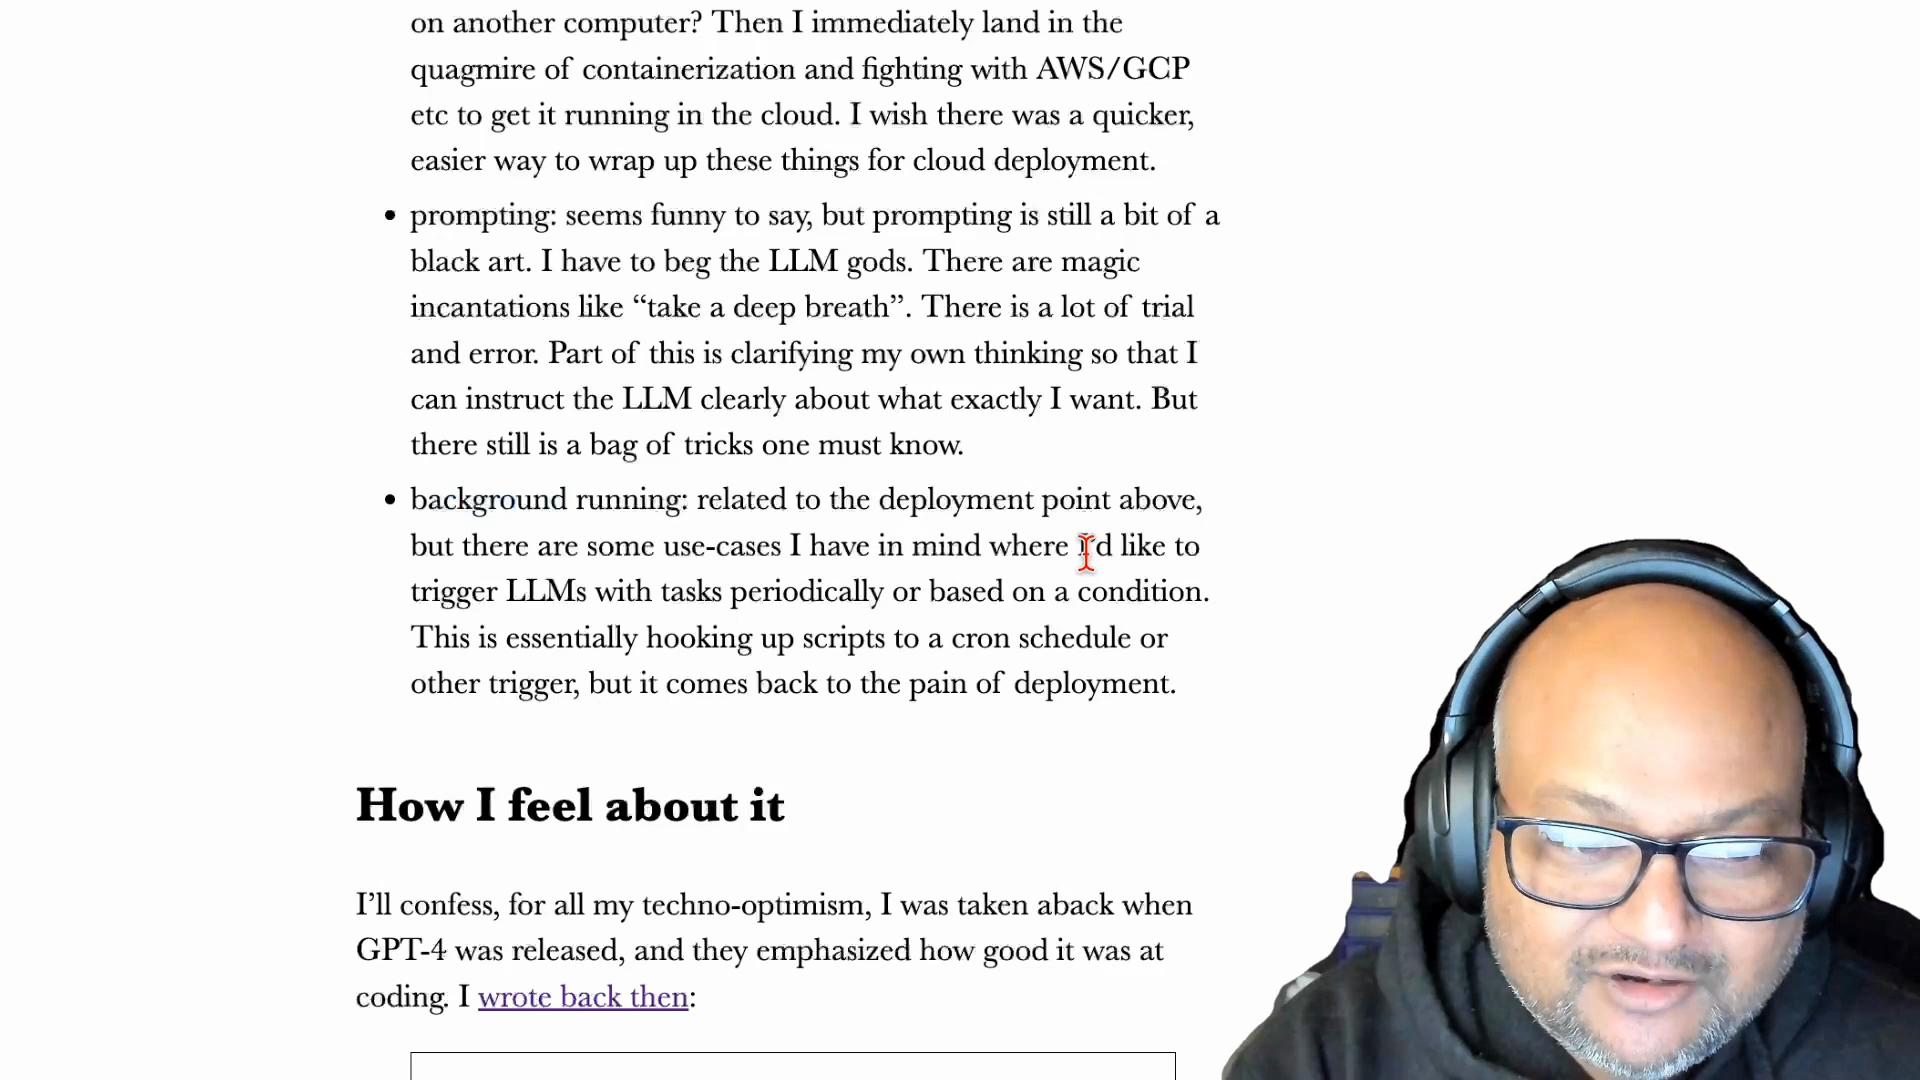 on another computer? Then I immediately land in the
quagmire of containerization and fighting with AWS/GCP
etc to get it running in the cloud. I wish there was a quicker,
easier way to wrap up these things for cloud deployment.
• prompting: seems funny to say, but prompting is still a bit of a
black art. I have to beg the LLM gods. There are magic
incantations like “take a deep breath”. There is a lot of trial
and error. Part of this is clarifying my own thinking so that I
can instruct the LLM clearly about what exactly I want. But
there still is a bag of tricks one must know.
• background running: related to the deployment point above,
but there are some use-cases I have in mind where I’d like to
trigger LLMs with tasks periodically or based on a condition.
This is essentially hooking up scripts to a cron schedule or
other trigger, but it comes back to the pain of deployment.
How I feel about it
I’ll confess, for all my techno-optimism, I was taken aback when
GPT-4 was released, and they emphasized how good it was at
coding. I wrote back then: